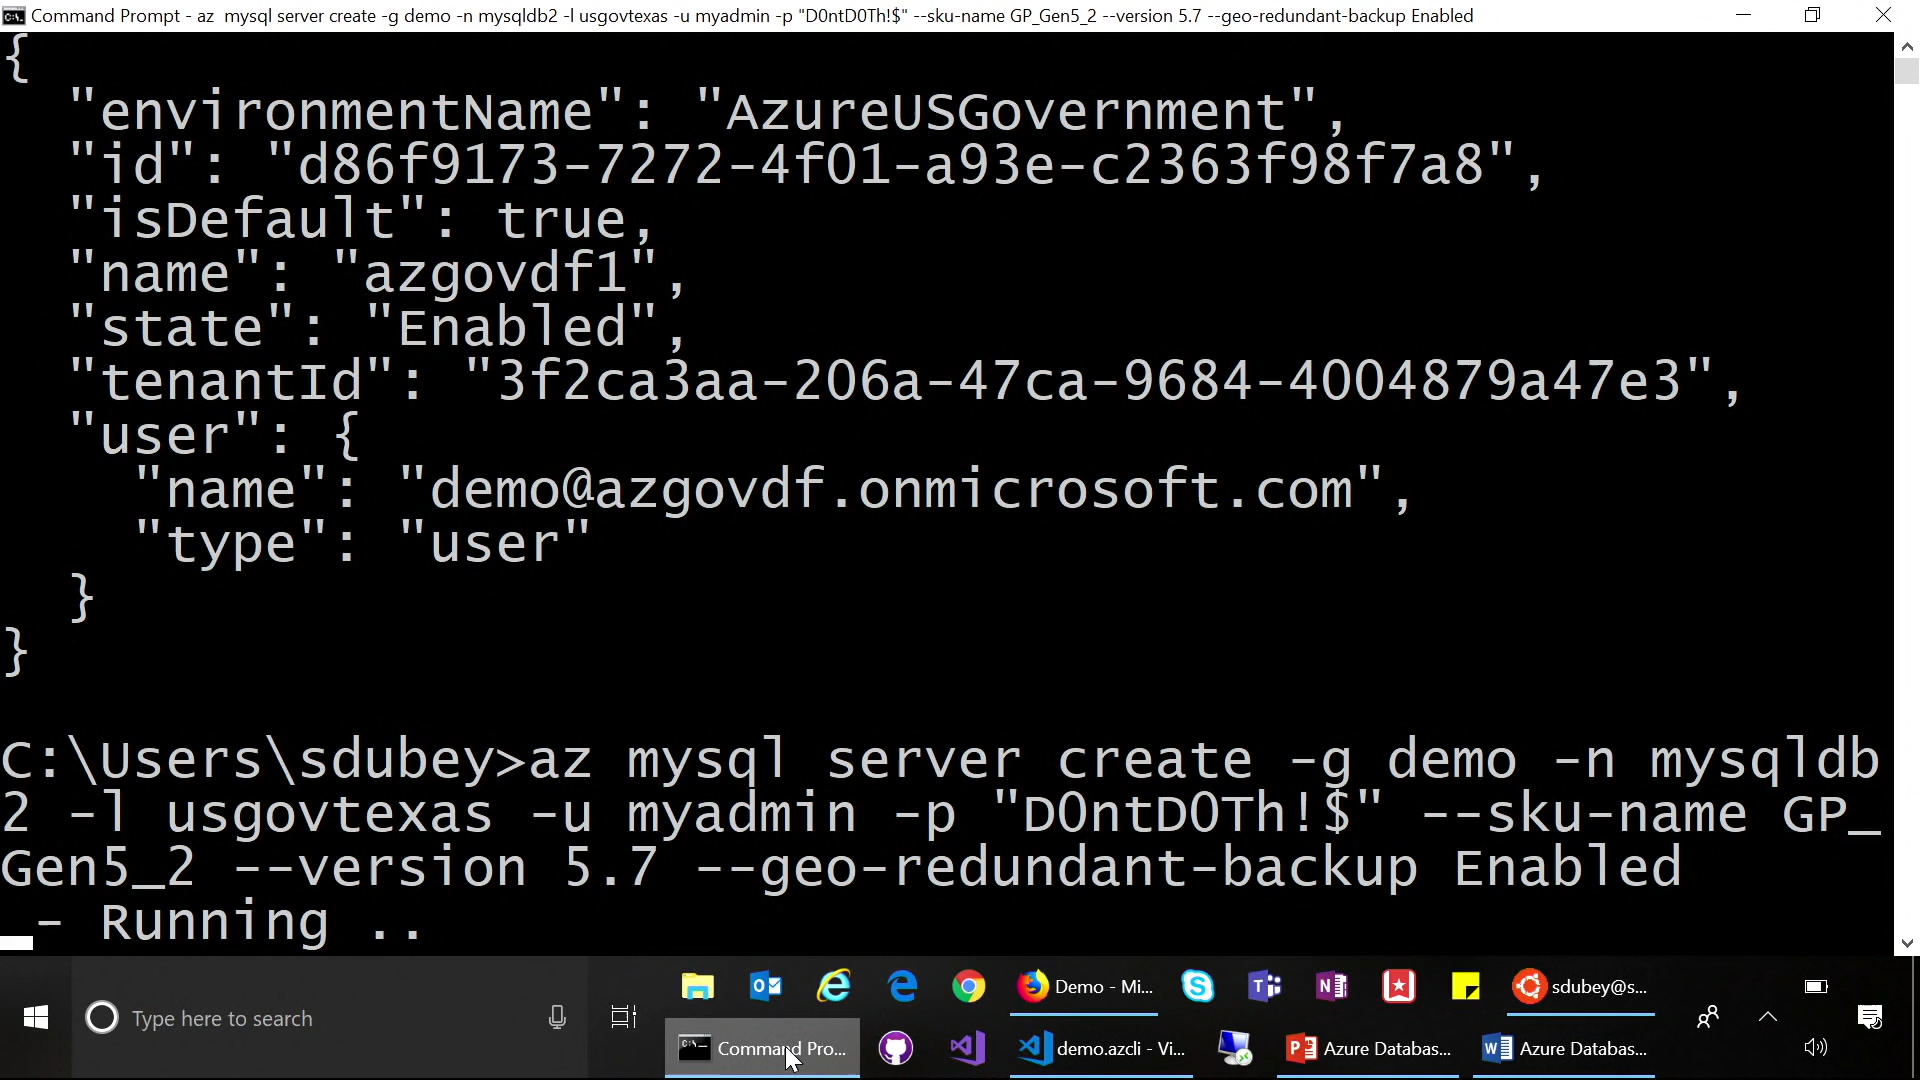 Command Prompt - az  mysql server create -g demo -n mysqldb2 -l usgovtexas -u myadmin -p "D0ntD0Th!$" --sku-name GP_Gen5_2 --version 5.7 --geo-redundant-backup Enabled
{
  "environmentName": "AzureUSGovernment",
  "id": "d86f9173-7272-4f01-a93e-c2363f98f7a8",
  "isDefault": true,
  "name": "azgovdf1",
  "state": "Enabled",
  "tenantId": "3f2ca3aa-206a-47ca-9684-4004879a47e3",
  "user": {
    "name": "demo@azgovdf.onmicrosoft.com",
    "type": "user"
  }
}
C:\Users\sdubey>az mysql server create -g demo -n mysqldb
2 -l usgovtexas -u myadmin -p "D0ntD0Th!$" --sku-name GP_
Gen5_2 --version 5.7 --geo-redundant-backup Enabled
 - Running ..
Demo - Mi...
sdubey@s...
Type here to search
Command Pro...
demo.azcli - Vi...
Azure Databas...
Azure Databas...